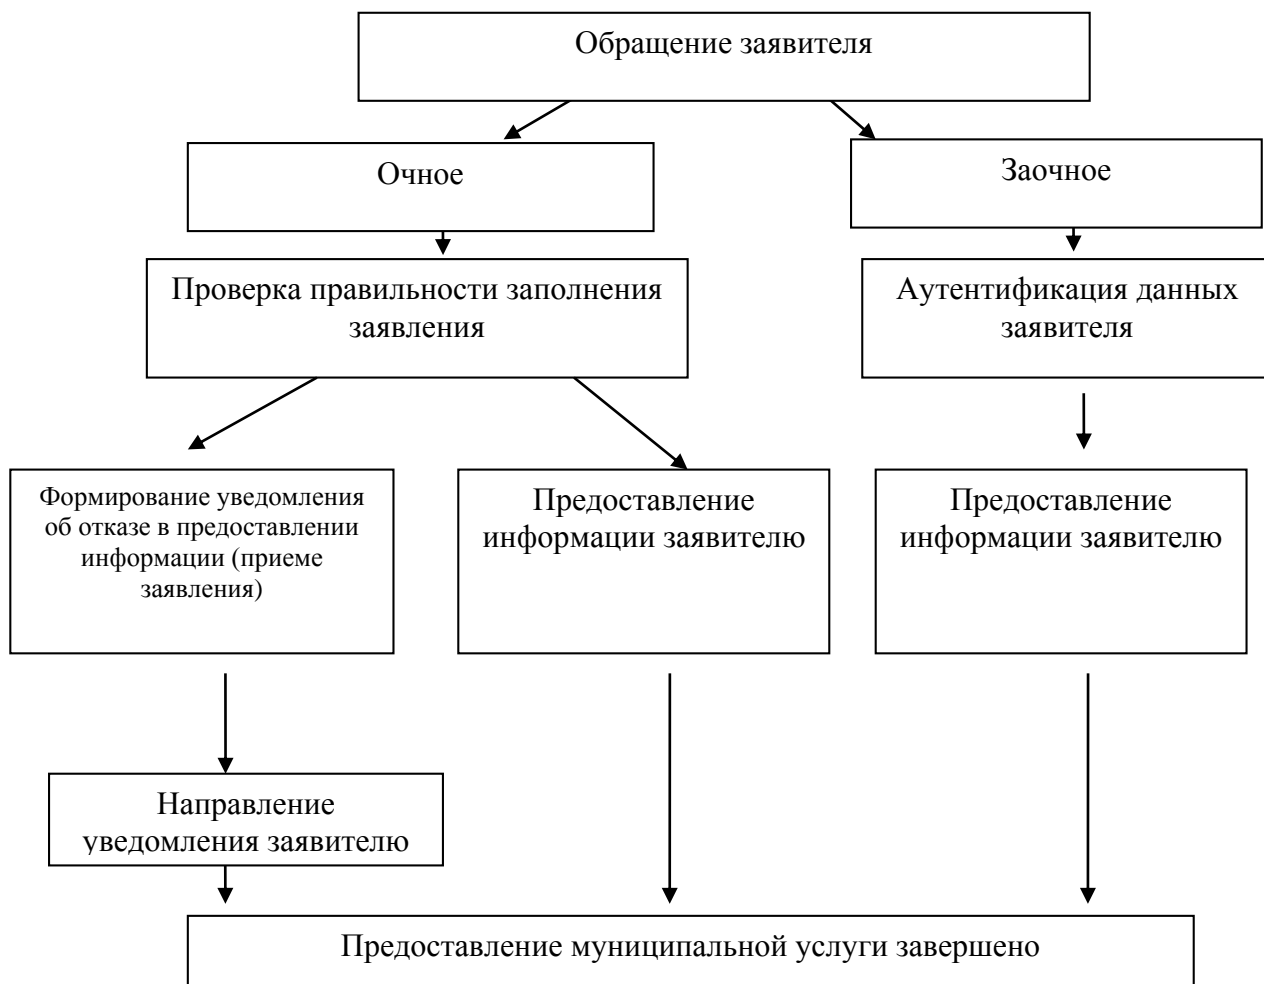 Обращение заявителя
Очное
Заочное
Проверка правильности заполнения
заявления
Аутентификация данных
заявителя
Формирование уведомления
об отказе в предоставлении
информации (приеме
заявления)
Предоставление
информации заявителю
Предоставление
информации заявителю
Направление
уведомления заявителю
Предоставление муниципальной услуги завершено